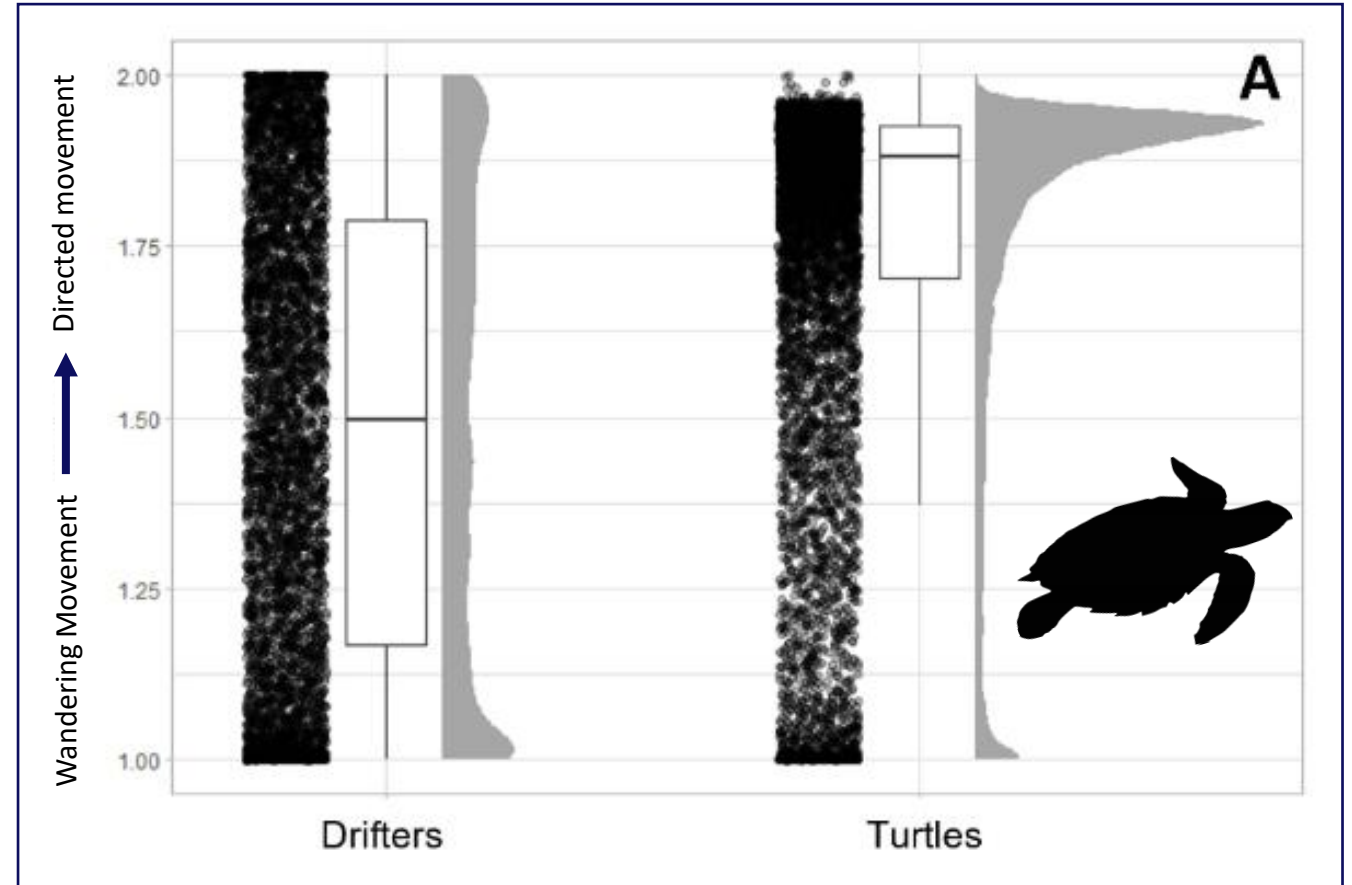 A
Directed movement
Wandering Movement
2.00
1.75
1.50
1.25
1.00
Drifters
Turtles